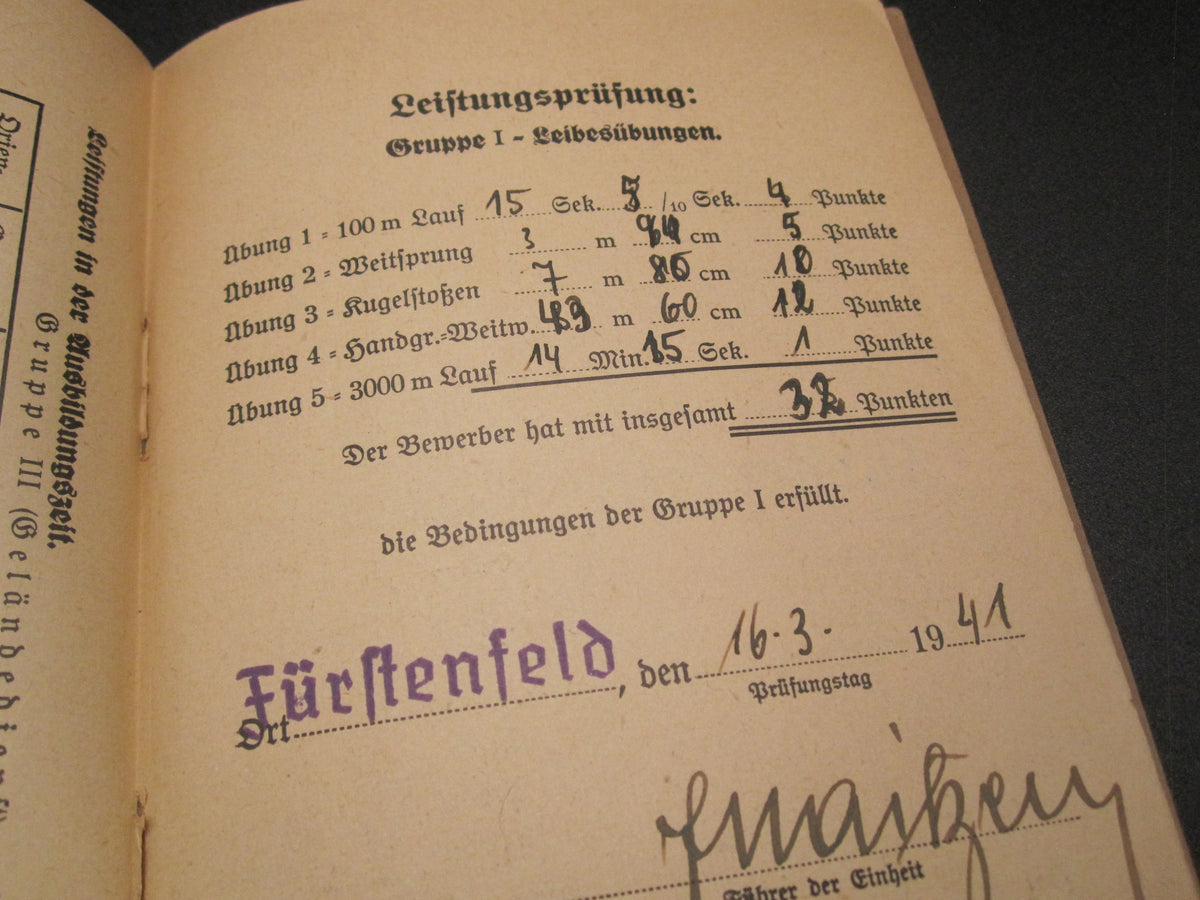 Orien
Leistungen in der Ausbildungszeit.
Gruppe III (Geländedienst
Leistungsprüfung:
Gruppe I - Leibesübungen.
Übung 1 = 100 m Lauf 15 Sek. /10 Sek. 4 Punkte
Übung 2 = Weitsprung 3 m cm 5 Punkte
Übung 3 = Kugelstoßen 7 m 86 cm 10 Punkte
Übung 4 = Handgr.=Weitw. 43 m 60 cm 12 Punkte
Übung 5 = 3000 m Lauf 14 Min. 15 Sek. 1 Punkte
Der Bewerber hat mit insgesamt 32 Punkten
die Bedingungen der Gruppe I erfüllt.
Ort Fürstenfeld, den 16.3. 1941
Prüfungstag
Führer der Einheit